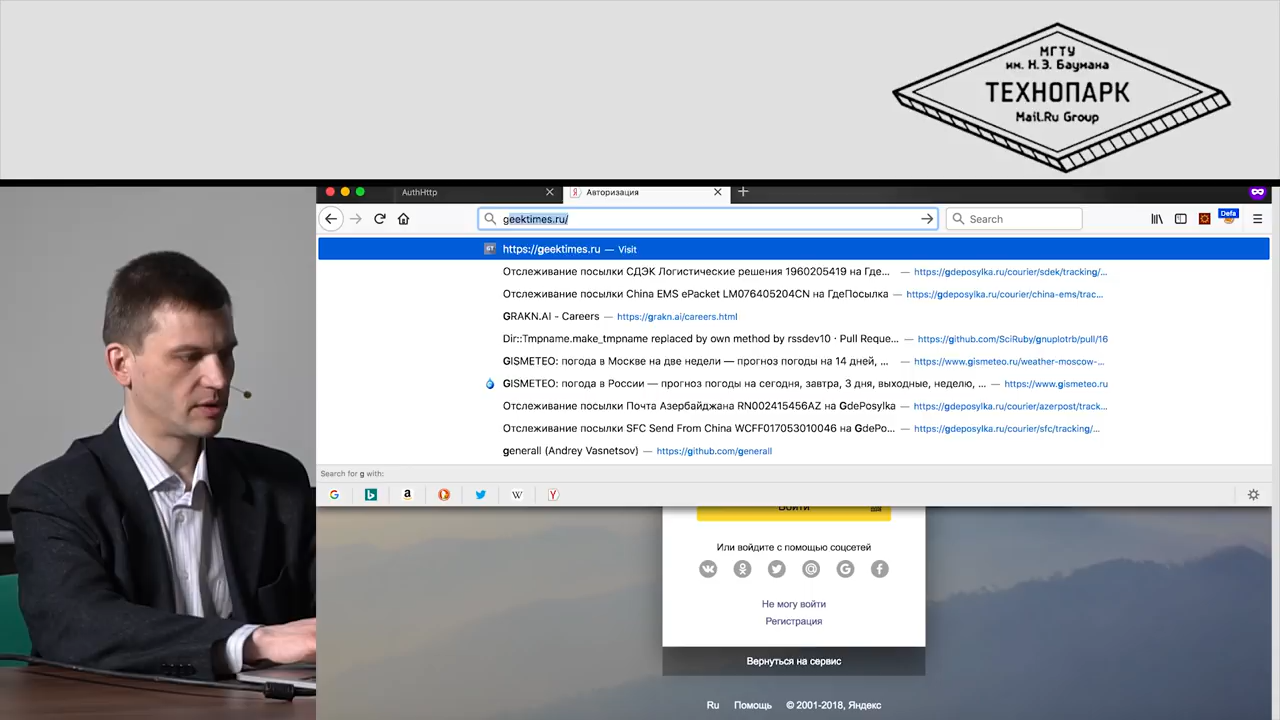 МГТУ
им. Н.Э. Баумана
ТЕХНОПАРК
Mail.Ru Group
AuthHttp
Авторизация
geektimes.ru/
Search
Defa
GT https://geektimes.ru — Visit
Отслеживание посылки СДЭК Логистические решения 1960205419 на Где... — https://gdeposylka.ru/courier/sdek/tracking/...
Отслеживание посылки China EMS ePacket LM076405204CN на ГдеПосылка — https://gdeposylka.ru/courier/china-ems/trac...
GRAKN.AI - Careers — https://grakn.ai/careers.html
Dir::Tmpname.make_tmpname replaced by own method by rssdev10 · Pull Reque... — https://github.com/SciRuby/gnuplotrb/pull/16
GISMETEO: погода в Москве на две недели — прогноз погоды на 14 дней, ... — https://www.gismeteo.ru/weather-moscow-...
GISMETEO: погода в России — прогноз погоды на сегодня, завтра, 3 дня, выходные, неделю, ... — https://www.gismeteo.ru
Отслеживание посылки Почта Азербайджана RN002415456AZ на GdePosylka — https://gdeposylka.ru/courier/azerpost/track...
Отслеживание посылки SFC Send From China WCFF017053010046 на GdePo... — https://gdeposylka.ru/courier/sfc/tracking/...
generall (Andrey Vasnetsov) — https://github.com/generall
Search for g with:
Войти
Или войдите с помощью соцсетей
Не могу войти
Регистрация
Вернуться на сервис
Ru Помощь © 2001-2018, Яндекс